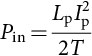 P_in = L_p I_p^2 / 2T